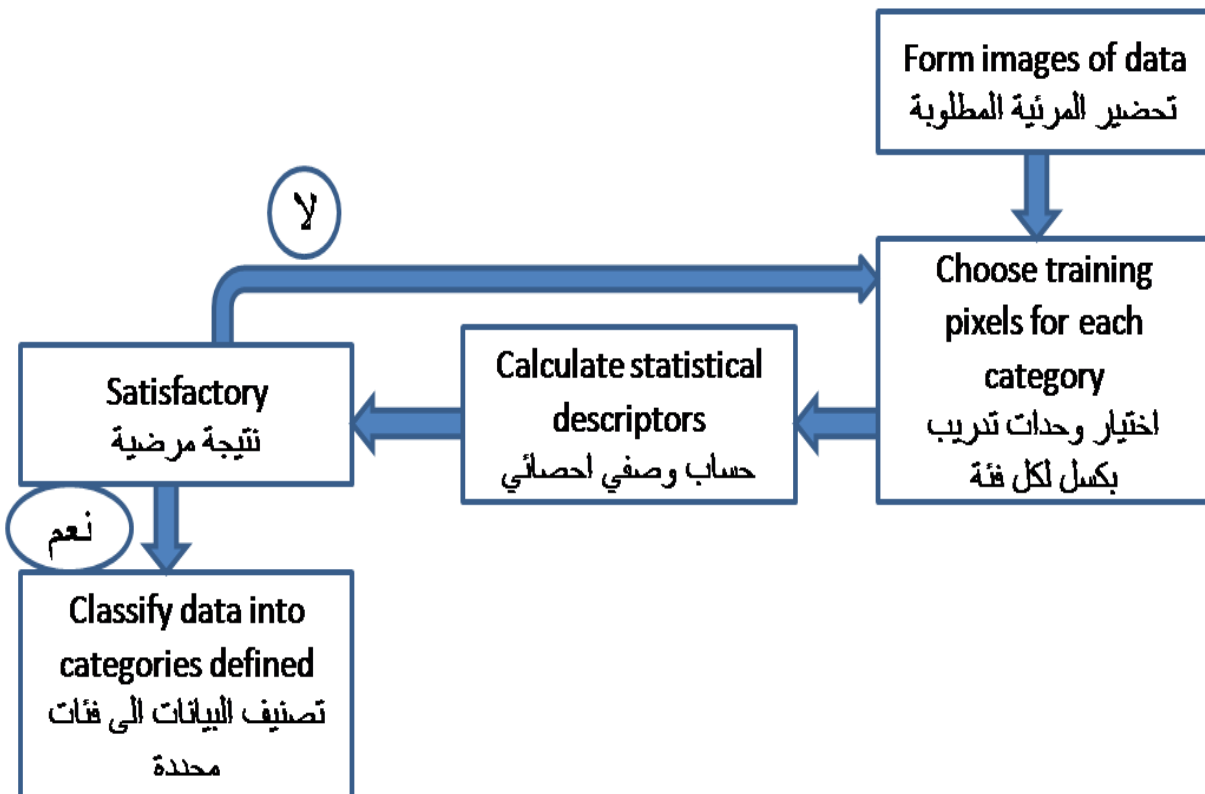 Form images of data
تحضير المرئية المطلوبة
لا
Choose training
pixels for each
category
اختيار وحدات تدريب
بكسل لكل فئة
Calculate statistical
descriptors
حساب وصفي احصائي
Satisfactory
نتيجة مرضية
نعم
Classify data into
categories defined
تصنيف البيانات الى فئات
محددة